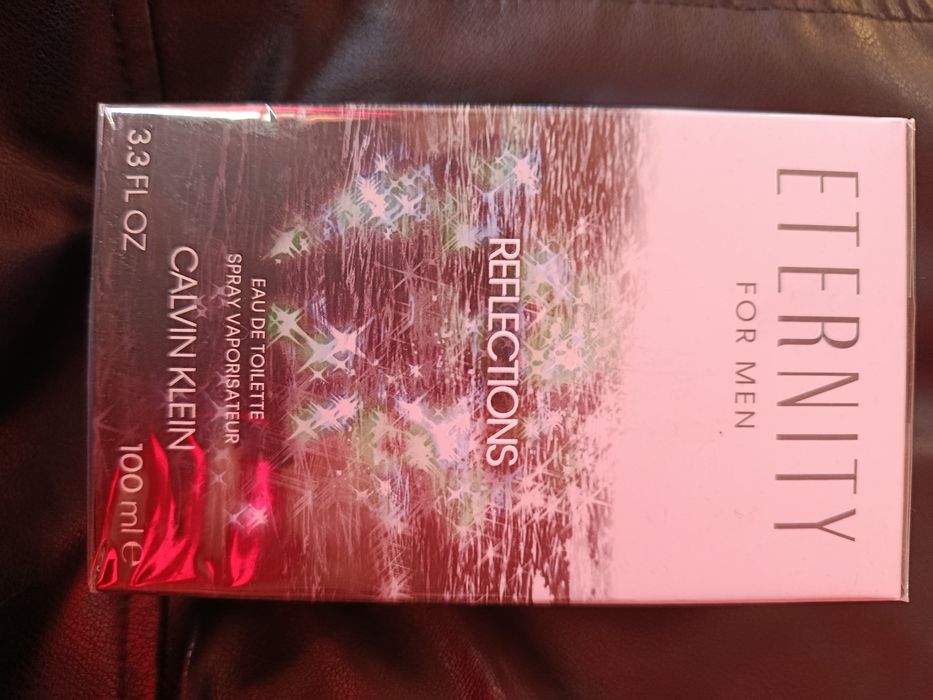 ETERNITY
FOR MEN
REFLECTIONS
EAU DE TOILETTE
SPRAY VAPORISATEUR
CALVIN KLEIN
3.3 FL OZ 100 ml e